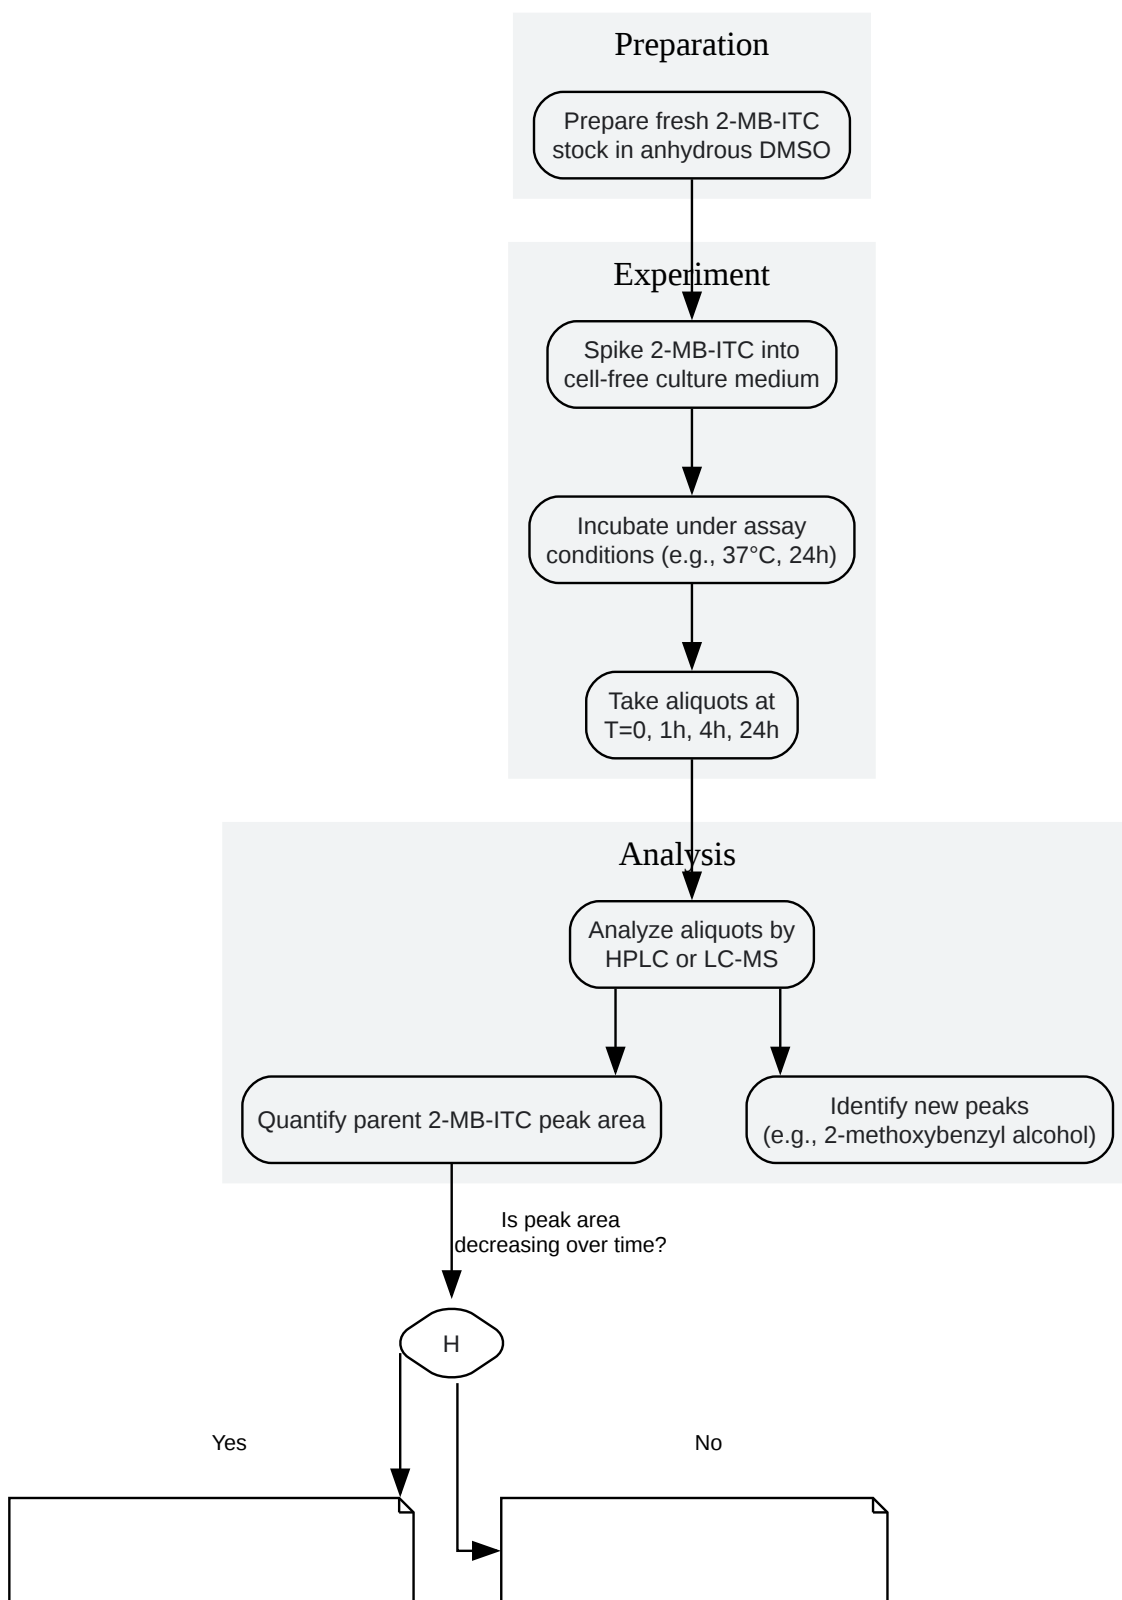 Preparation
Prepare fresh 2-MB-ITC
stock in anhydrous DMSO
Experiment
Spike 2-MB-ITC into
cell-free culture medium
Incubate under assay
conditions (e.g., 37°C, 24h)
Take aliquots at
T=0, 1h, 4h, 24h
Analysis
Analyze aliquots by
HPLC or LC-MS
Quantify parent 2-MB-ITC peak area
Identify new peaks
(e.g., 2-methoxybenzyl alcohol)
Is peak area
decreasing over time?
H
Yes
No